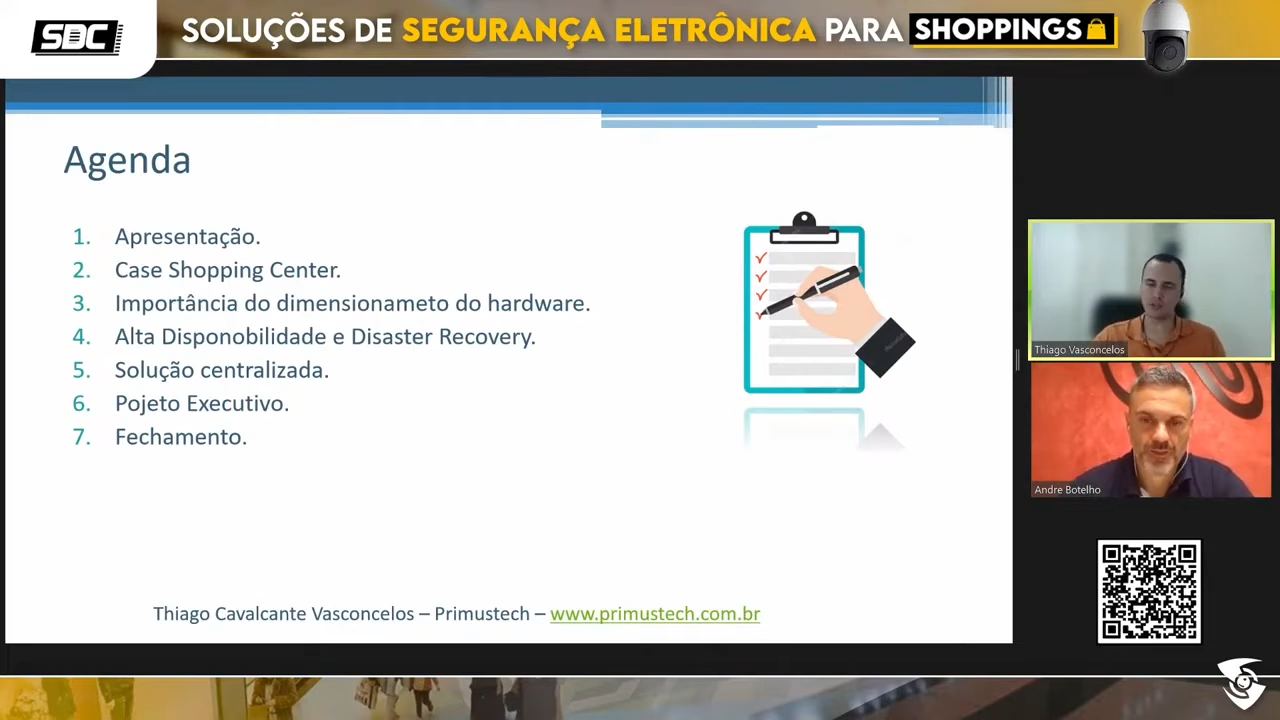 SDC
SOLUÇÕES DE SEGURANÇA ELETRÔNICA PARA SHOPPINGS
Agenda
1. Apresentação.
2. Case Shopping Center.
3. Importância do dimensionameto do hardware.
4. Alta Disponobilidade e Disaster Recovery.
5. Solução centralizada.
6. Pojeto Executivo.
7. Fechamento.
Thiago Vasconcelos
Andre Botelho
Thiago Cavalcante Vasconcelos – Primustech – www.primustech.com.br